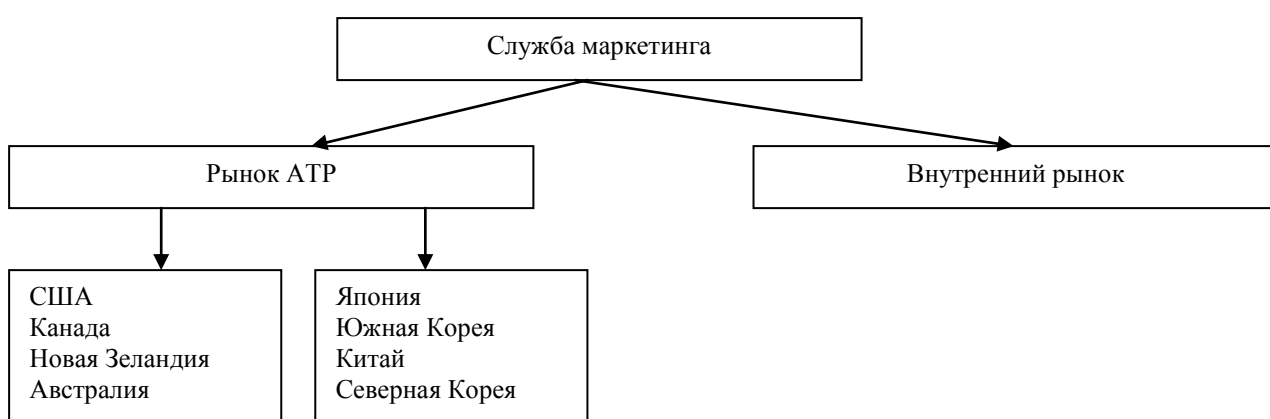 Служба маркетинга
Рынок АТР
Внутренний рынок
США
Канада
Новая Зеландия
Австралия
Япония
Южная Корея
Китай
Северная Корея